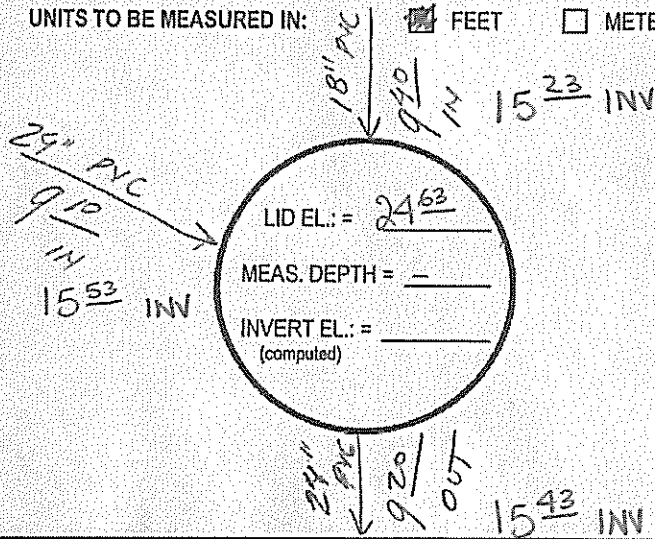 UNITS TO BE MEASURED IN: FEET METE
18" PVC
9 40 IN
15 23 INV
24" PVC
9 10
IN
15 53 INV
LID EL.: = 24 63
MEAS. DEPTH = -
INVERT EL.: =
(computed)
24" PVC
9 20 OUT
15 43 INV